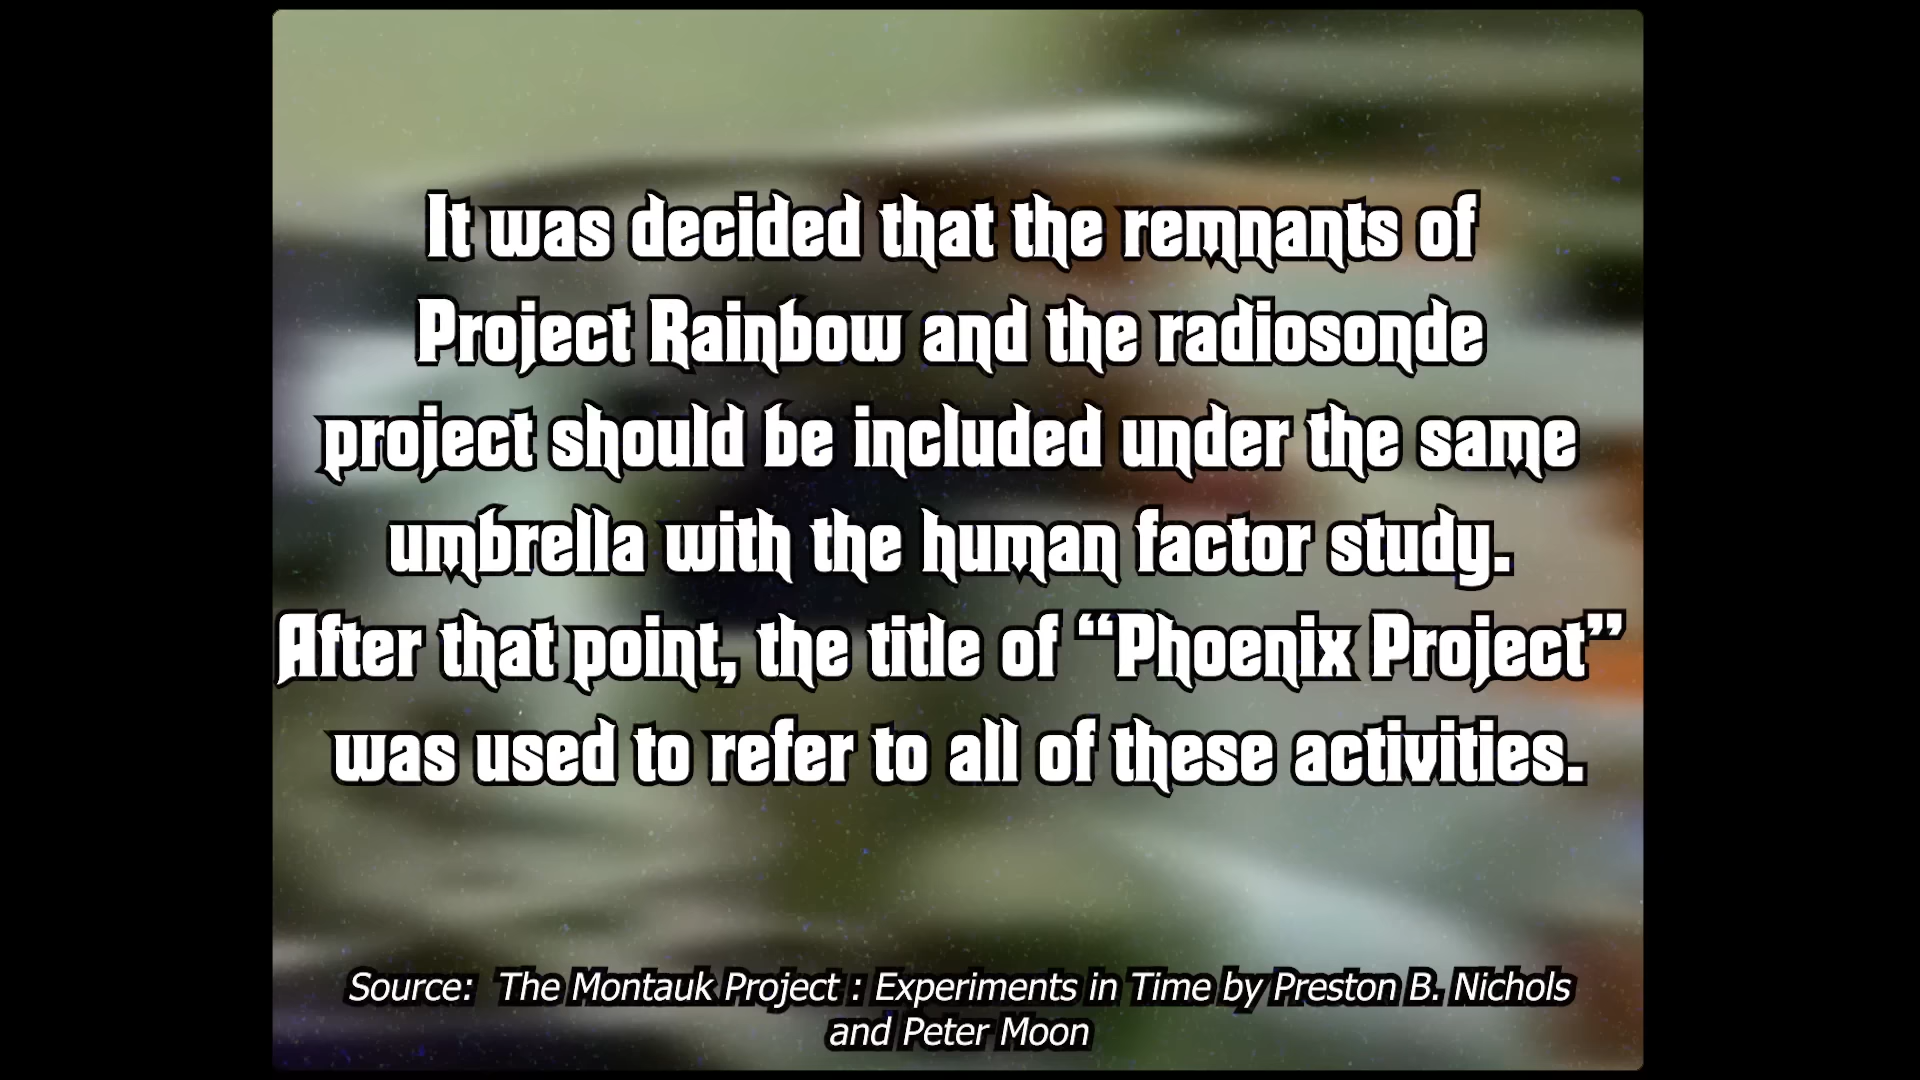 It was decided that the remnants of
Project Rainbow and the radiosonde
project should be included under the same
umbrella with the human factor study.
After that point, the title of “Phoenix Project”
was used to refer to all of these activities.
Source: The Montauk Project : Experiments in Time by Preston B. Nichols
and Peter Moon